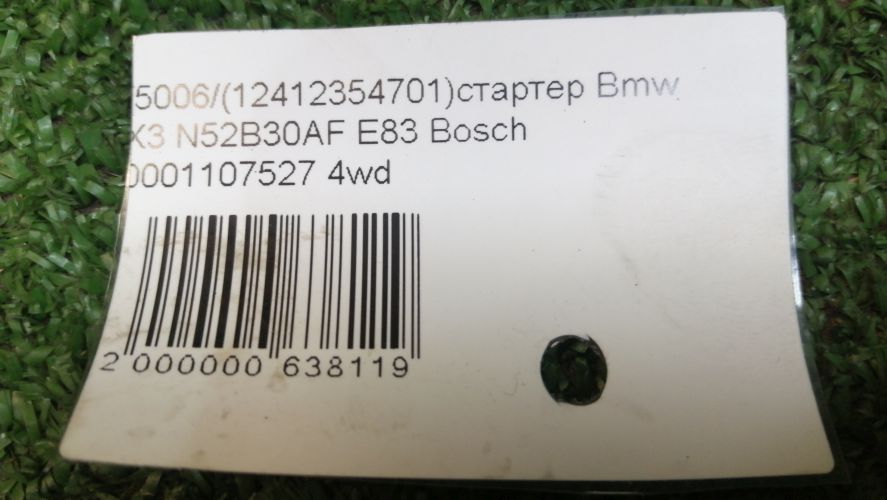 5006/(12412354701)стартер Bmw
X3 N52B30AF E83 Bosch
0001107527 4wd
2 000000 638119